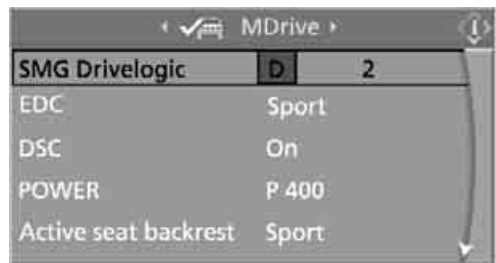 MDrive
SMG Drivelogic D 2
EDC Sport
DSC On
POWER P 400
Active seat backrest Sport